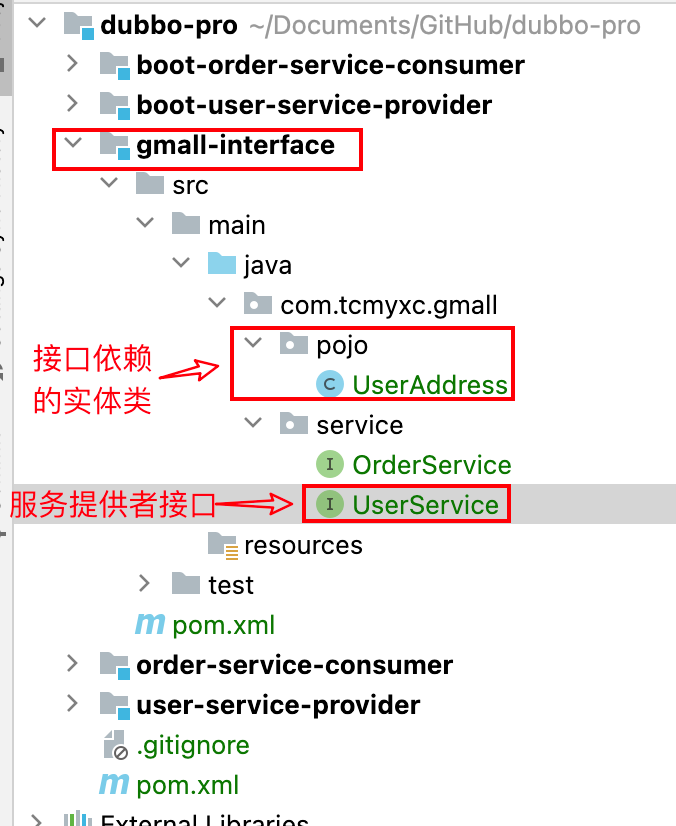 dubbo-pro ~/Documents/GitHub/dubbo-pro
boot-order-service-consumer
boot-user-service-provider
gmall-interface
src
main
java
com.tcmyxc.gmall
pojo
接口依赖
的实体类
C UserAddress
service
I OrderService
服务提供者接口
I UserService
resources
test
m pom.xml
order-service-consumer
user-service-provider
.gitignore
m pom.xml
External Libraries